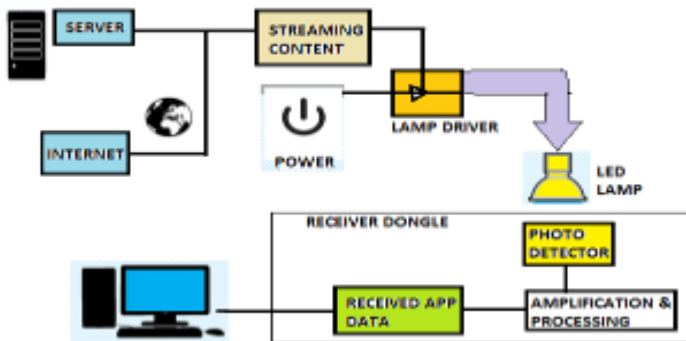 SERVER
STREAMING
CONTENT
LAMP DRIVER
POWER
INTERNET
LED
LAMP
RECEIVER DONGLE
PHOTO
DETECTOR
RECEIVED APP
DATA
AMPLIFICATION &
PROCESSING